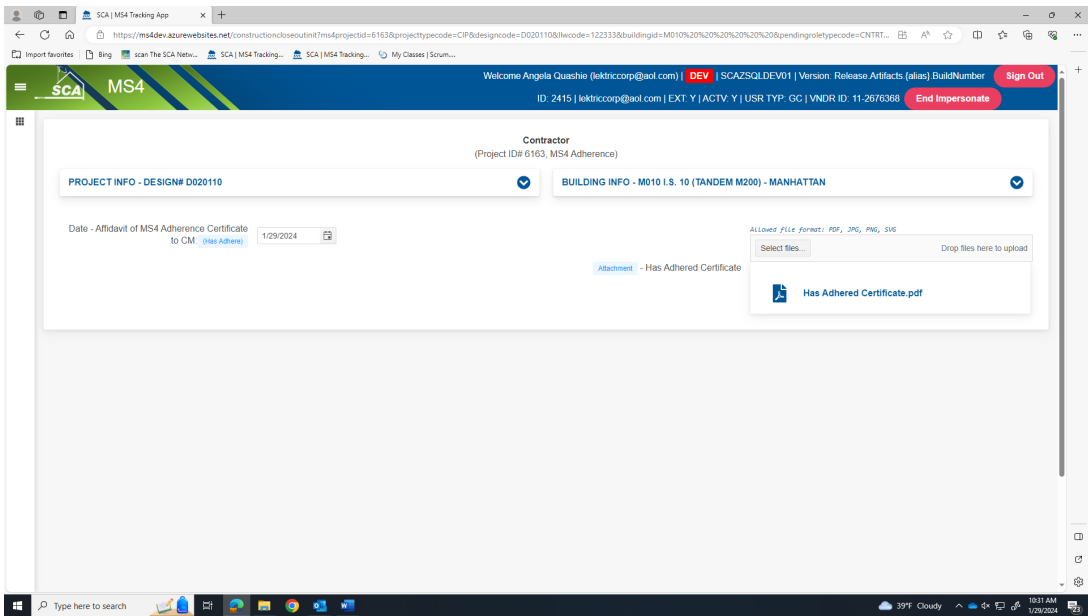 SCA | MS4 Tracking App
https://ms4dev.azurewebsites.net/constructioncloseoutinit?ms4projectid=6163&projecttypecode=CIP&designcode=D020110&llwcode=122333&buildingid=M010%20%20%20%20%20%20&pendingroletypecode=CNTRT...
Import favorites Bing scan The SCA Netw... SCA | MS4 Tracking... SCA | MS4 Tracking... My Classes | Scrum....
SCA MS4 Welcome Angela Quashie (lektriccorp@aol.com) | DEV | SCAZSQLDEV01 | Version: Release.Artifacts.{alias}.BuildNumber Sign Out
ID: 2415 | lektriccorp@aol.com | EXT: Y | ACTV: Y | USR TYP: GC | VNDR ID: 11-2676368 End Impersonate
Contractor
(Project ID# 6163, MS4 Adherence)
PROJECT INFO - DESIGN# D020110 BUILDING INFO - M010 I.S. 10 (TANDEM M200) - MANHATTAN
Date - Affidavit of MS4 Adherence Certificate
to CM: (Has Adhere) 1/29/2024
Allowed file format: PDF, JPG, PNG, SVG
Select files... Drop files here to upload
Attachment - Has Adhered Certificate
Has Adhered Certificate.pdf
Type here to search 39°F Cloudy 10:31 AM
1/29/2024